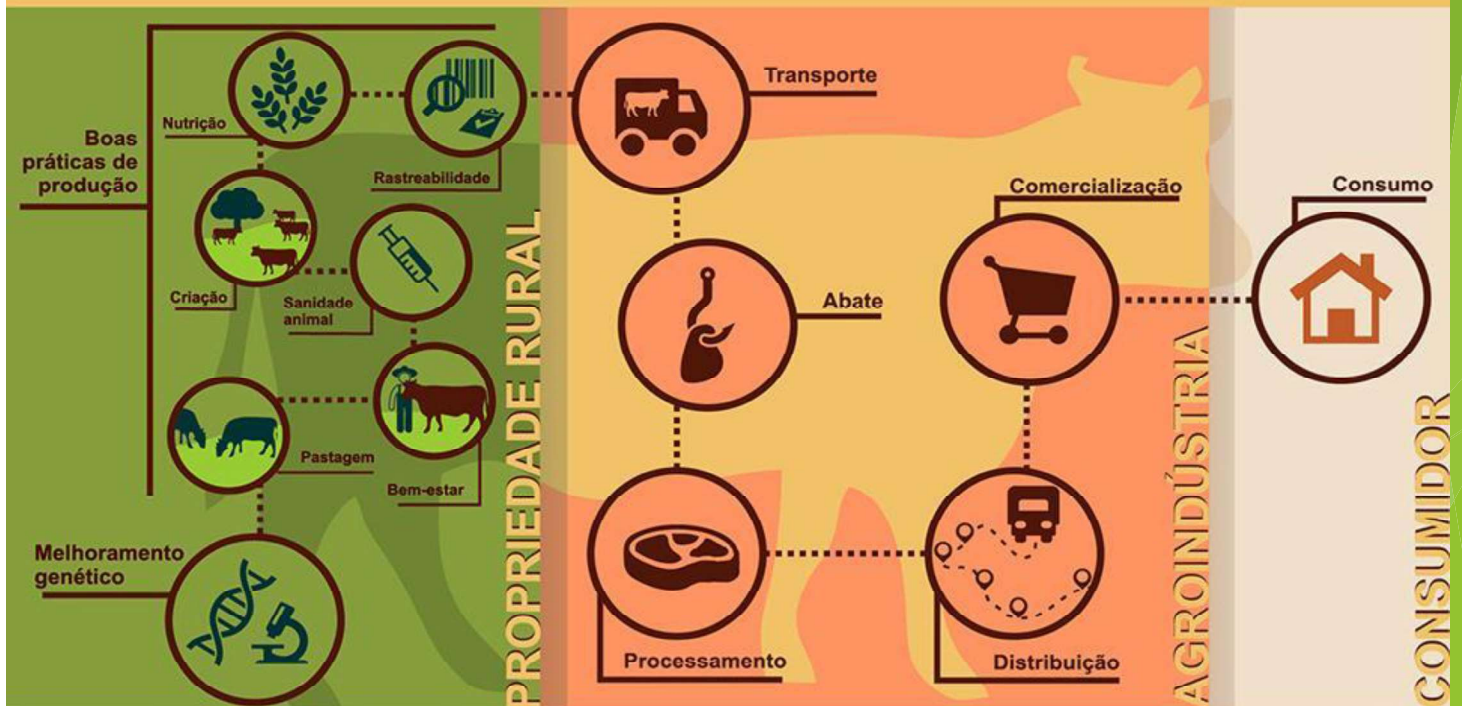 Boas
práticas de
produção
Nutrição
Rastreabilidade
Criação
Sanidade
animal
Pastagem
Bem-estar
Melhoramento
genético
PROPRIEDADE RURAL
Transporte
Abate
Processamento
Comercialização
Distribuição
AGROINDÚSTRIA
Consumo
CONSUMIDOR